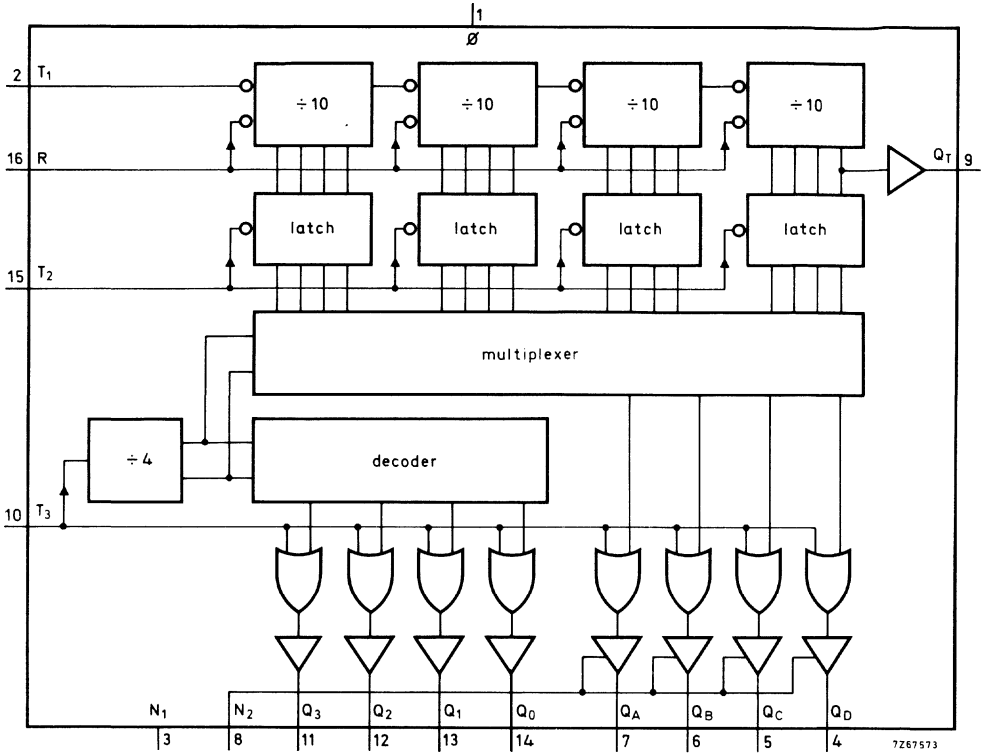 1
Ø
2 T1
÷10 ÷10 ÷10 ÷10
16 R
QT 9
latch latch latch latch
15 T2
multiplexer
÷4
decoder
10 T3
N1 N2 Q3 Q2 Q1 Q0 QA QB QC QD
3 8 11 12 13 14 7 6 5 4
7Z67573